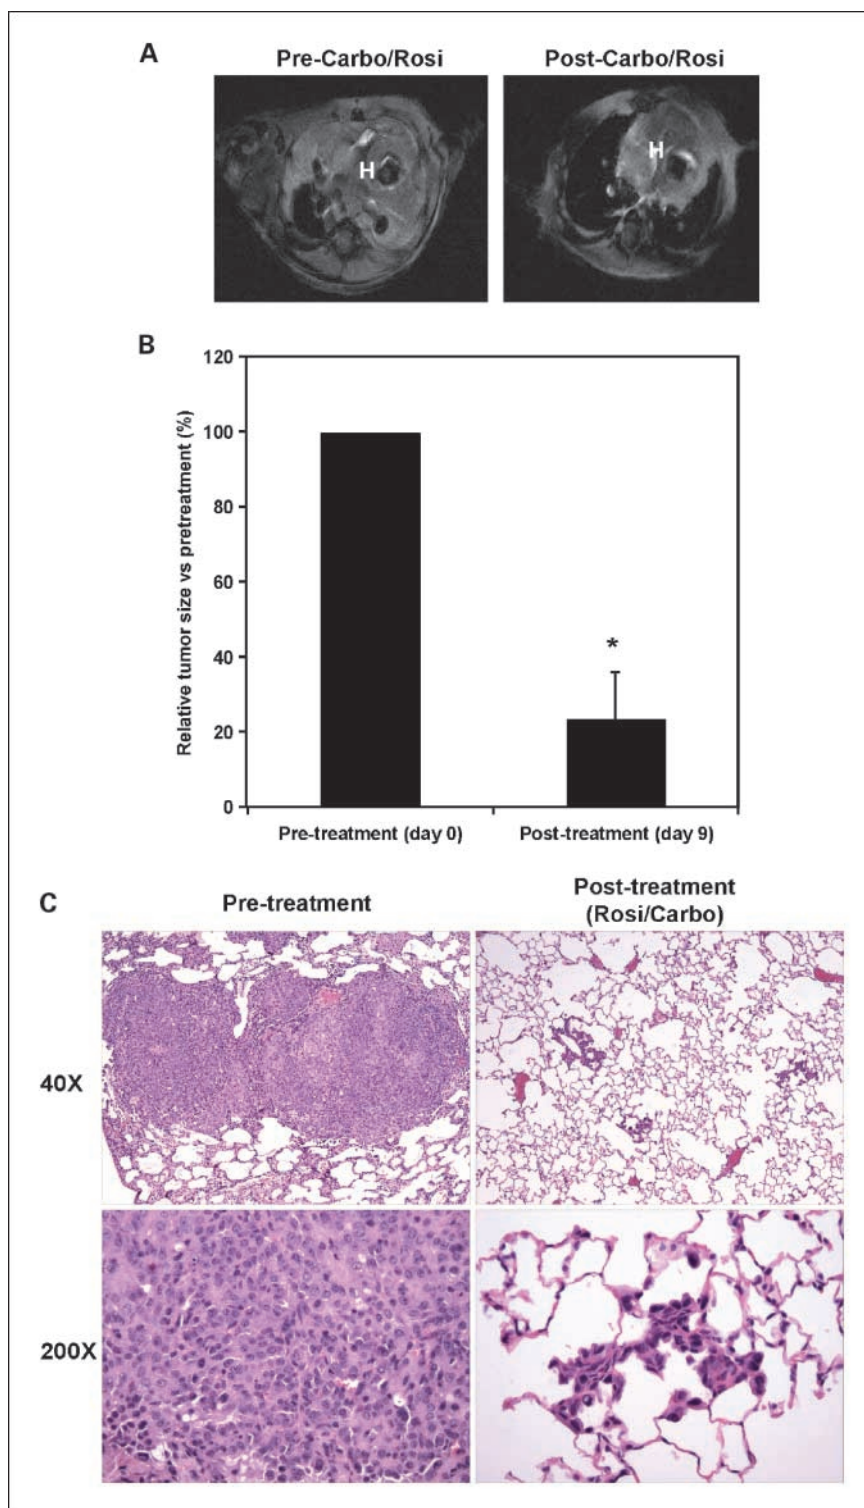 A
Pre-Carbo/Rosi
Post-Carbo/Rosi
H
H
B
Relative tumor size vs pretreatment (%)
120
100
80
60
40
20
0
*
Pre-treatment (day 0)
Post-treatment (day 9)
C
Pre-treatment
Post-treatment
(Rosi/Carbo)
40X
200X